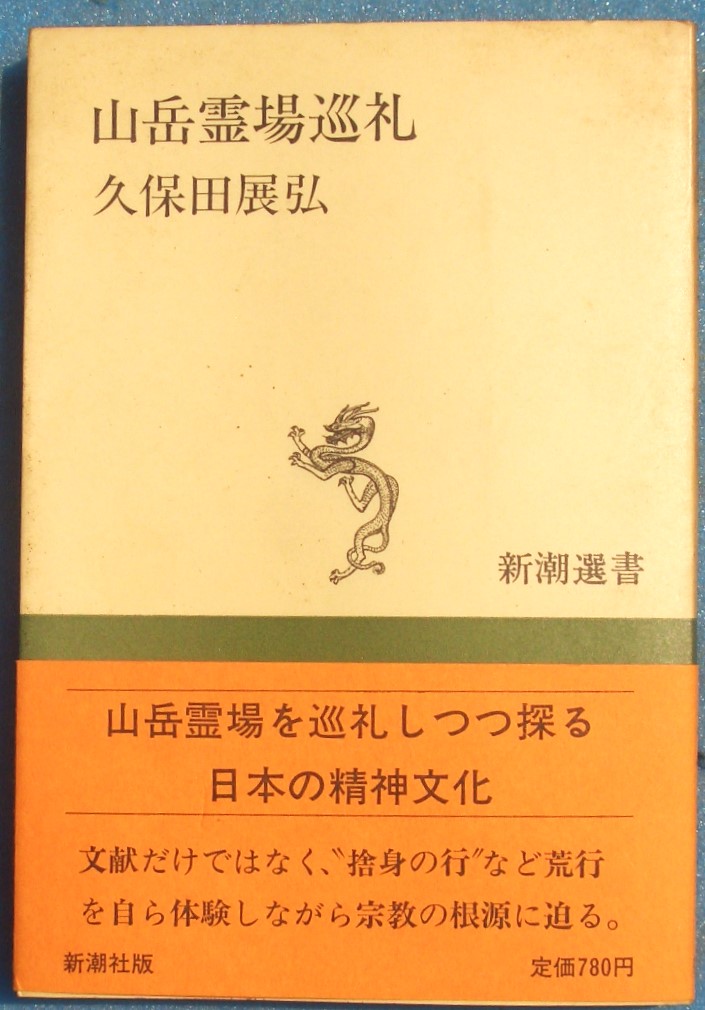 山岳霊場巡礼
久保田展弘
新潮選書
山岳霊場を巡礼しつつ探る
日本の精神文化
文献だけではなく、〝捨身の行〟など荒行
を自ら体験しながら宗教の根源に迫る。
新潮社版
定価780円